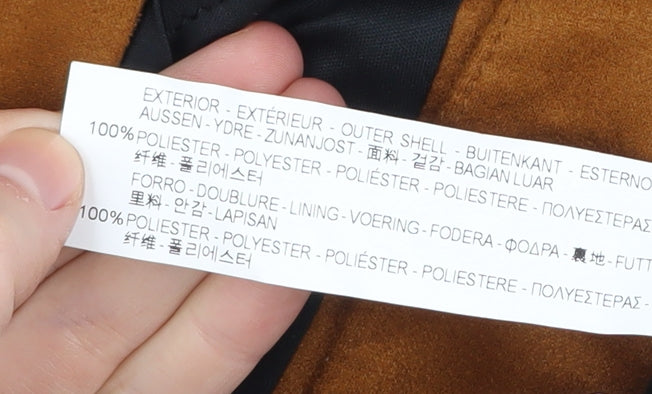 EXTERIOR - EXTÉRIEUR - OUTER SHELL - BUITENKANT - ESTERNO
AUSSEN - YDRE - ZUNANJOST - 面料 - 겉감 - BAGIAN LUAR
100% POLIESTER - POLYESTER - POLIÉSTER - POLIESTERE - ΠΟΛΥΕΣΤΕΡΑΣ
纤维 - 폴리에스터
FORRO - DOUBLURE - LINING - VOERING - FODERA - ΦΟΔΡΑ - 裏地 - FUTT
里料 - 안감 - LAPISAN
100% POLIESTER - POLYESTER - POLIÉSTER - POLIESTERE - ΠΟΛΥΕΣΤΕΡΑΣ -
纤维 - 폴리에스터